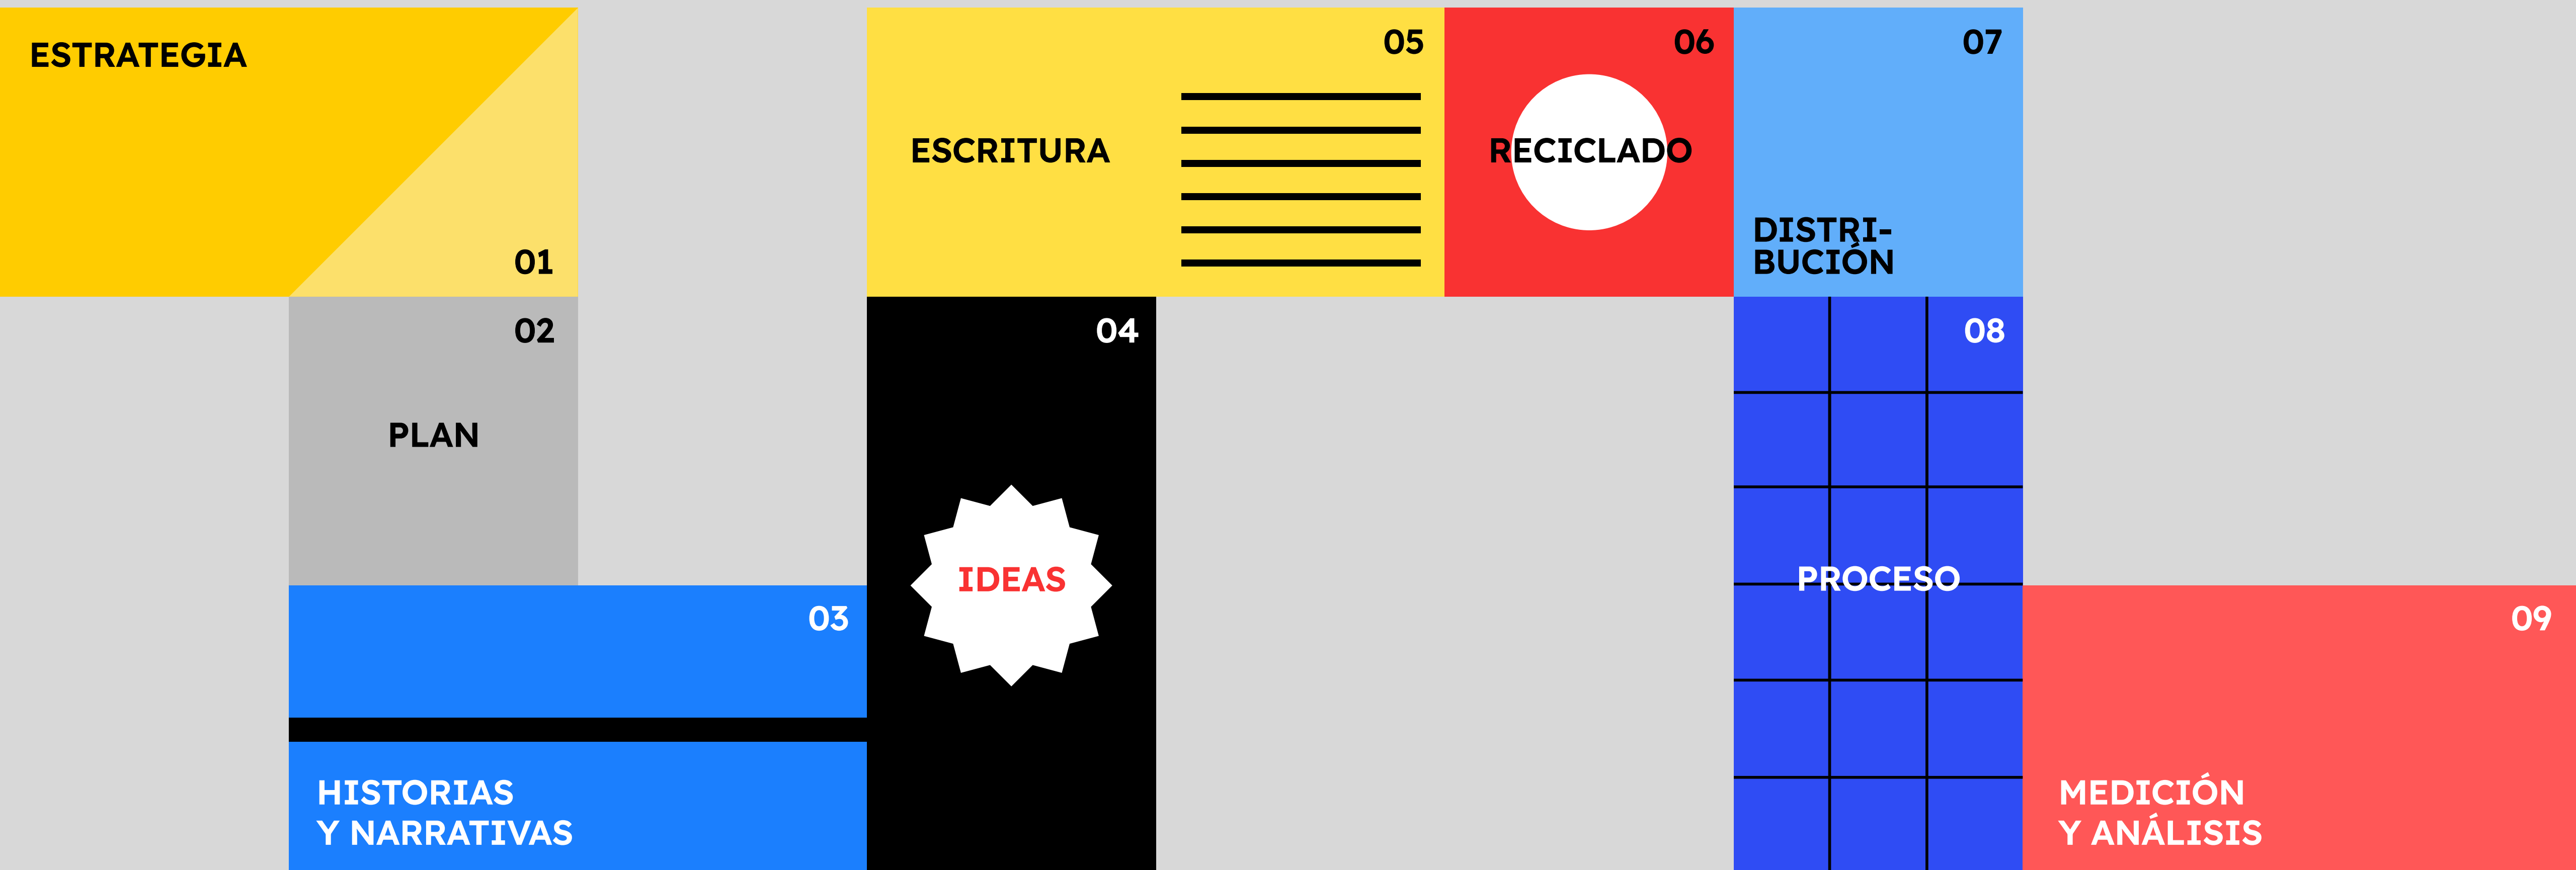 ESTRATEGIA
01
02
PLAN
03
HISTORIAS
Y NARRATIVAS
04
IDEAS
05
ESCRITURA
06
RECICLADO
07
DISTRI-
BUCIÓN
08
PROCESO
09
MEDICIÓN
Y ANÁLISIS